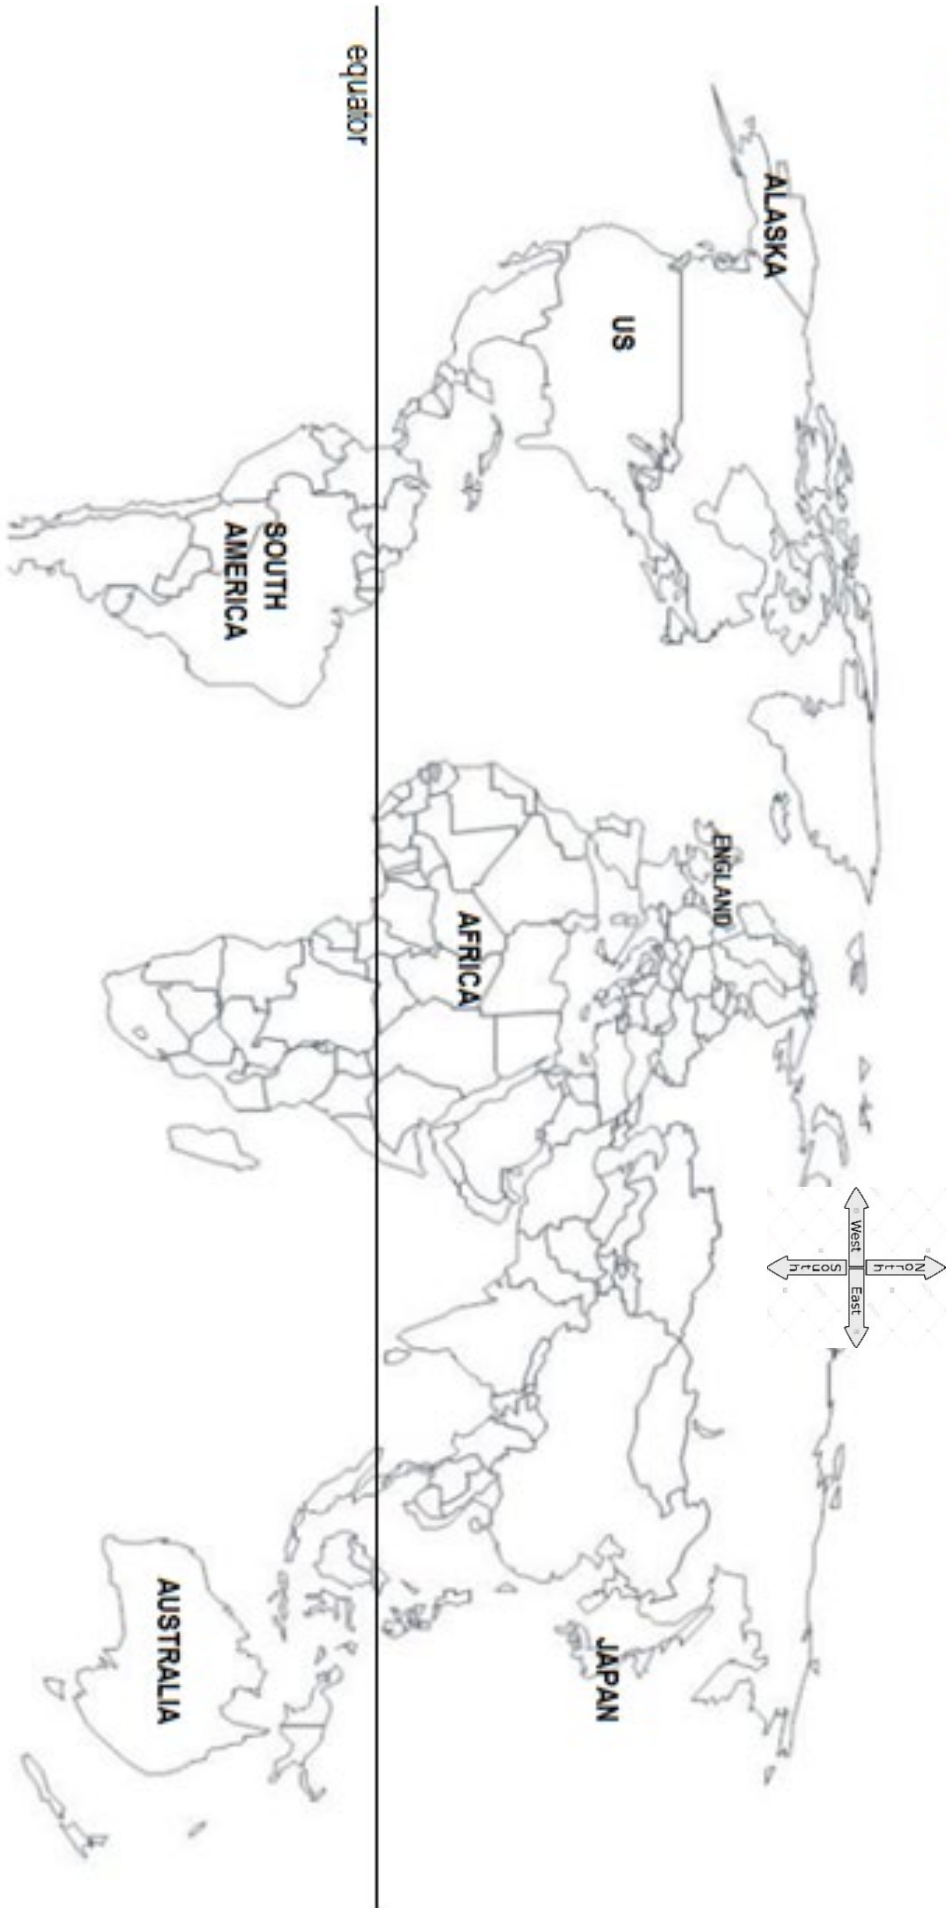 ALASKA
US
ENGLAND
JAPAN
AFRICA
equator
SOUTH
AMERICA
AUSTRALIA
North
West
East
South